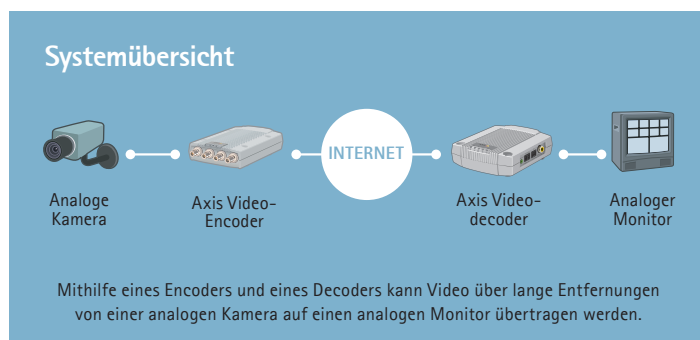 Systemübersicht
INTERNET
Analoge
Kamera
Axis Video-
Encoder
Axis Video-
decoder
Analoger
Monitor
Mithilfe eines Encoders und eines Decoders kann Video über lange Entfernungen
von einer analogen Kamera auf einen analogen Monitor übertragen werden.